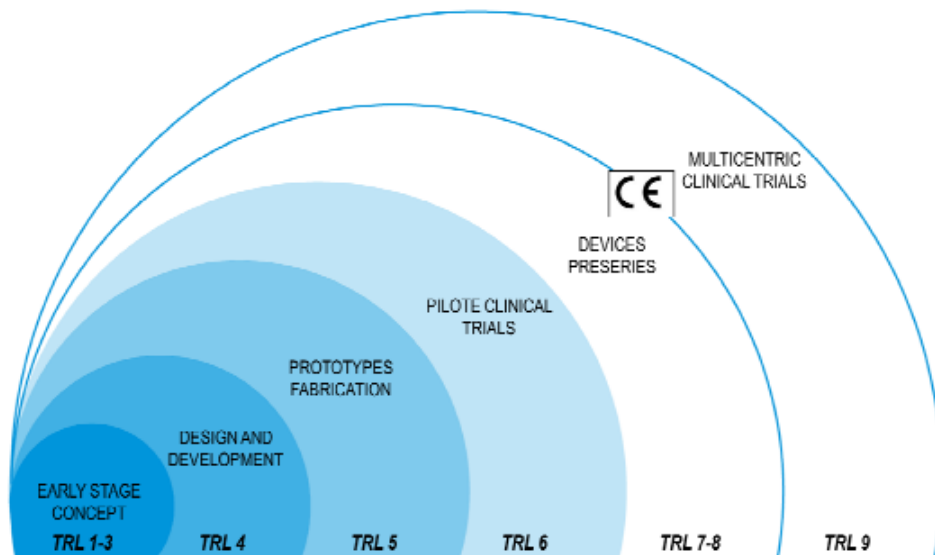 MULTICENTRIC
CLINICAL TRIALS
CE
DEVICES
PRESERIES
PILOTE CLINICAL
TRIALS
PROTOTYPES
FABRICATION
DESIGN AND
DEVELOPMENT
EARLY STAGE
CONCEPT
TRL 1-3
TRL 4
TRL 5
TRL 6
TRL 7-8
TRL 9